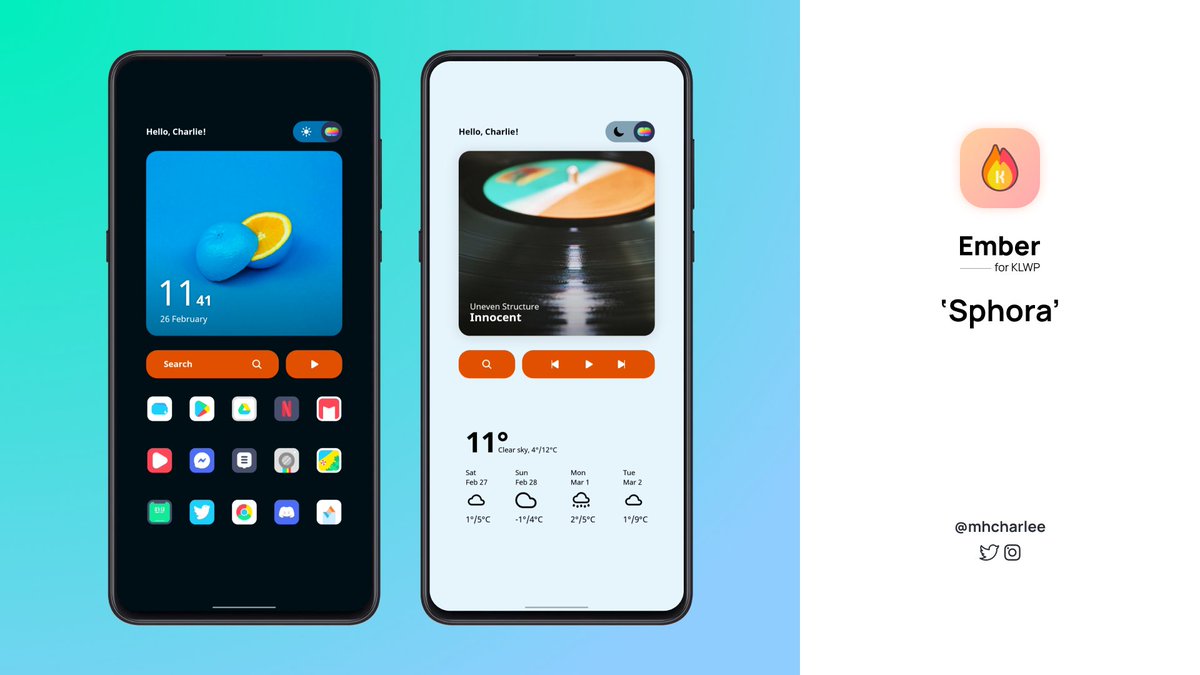 Hello, Charlie!
11 41
26 February
Search
Hello, Charlie!
Uneven Structure
Innocent
11°
Clear sky, 4°/12°C
Sat
Feb 27
1°/5°C
Sun
Feb 28
-1°/4°C
Mon
Mar 1
2°/5°C
Tue
Mar 2
1°/9°C
K
Ember
for KLWP
‘Sphora’
@mhcharlee